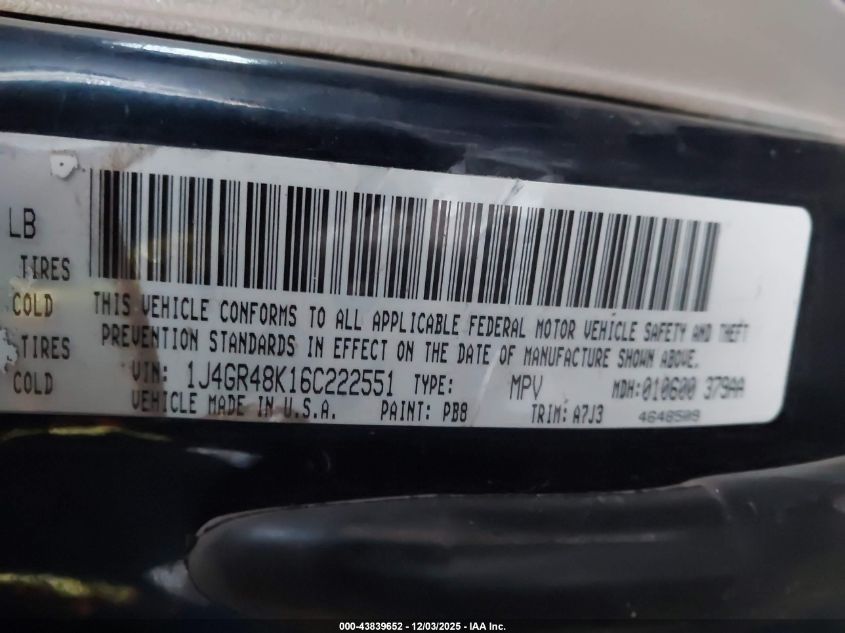 LB
TIRES
COLD
TIRES
COLD
THIS VEHICLE CONFORMS TO ALL APPLICABLE FEDERAL MOTOR VEHICLE SAFETY AND THEFT
PREVENTION STANDARDS IN EFFECT ON THE DATE OF MANUFACTURE SHOWN ABOVE.
VIN: 1J4GR48K16C222551 TYPE: MPV MDH:010600 379AA
VEHICLE MADE IN U.S.A. PAINT: PB8 TRIM: A7J3 4648509
000-43839652 - 12/03/2025 - IAA Inc.